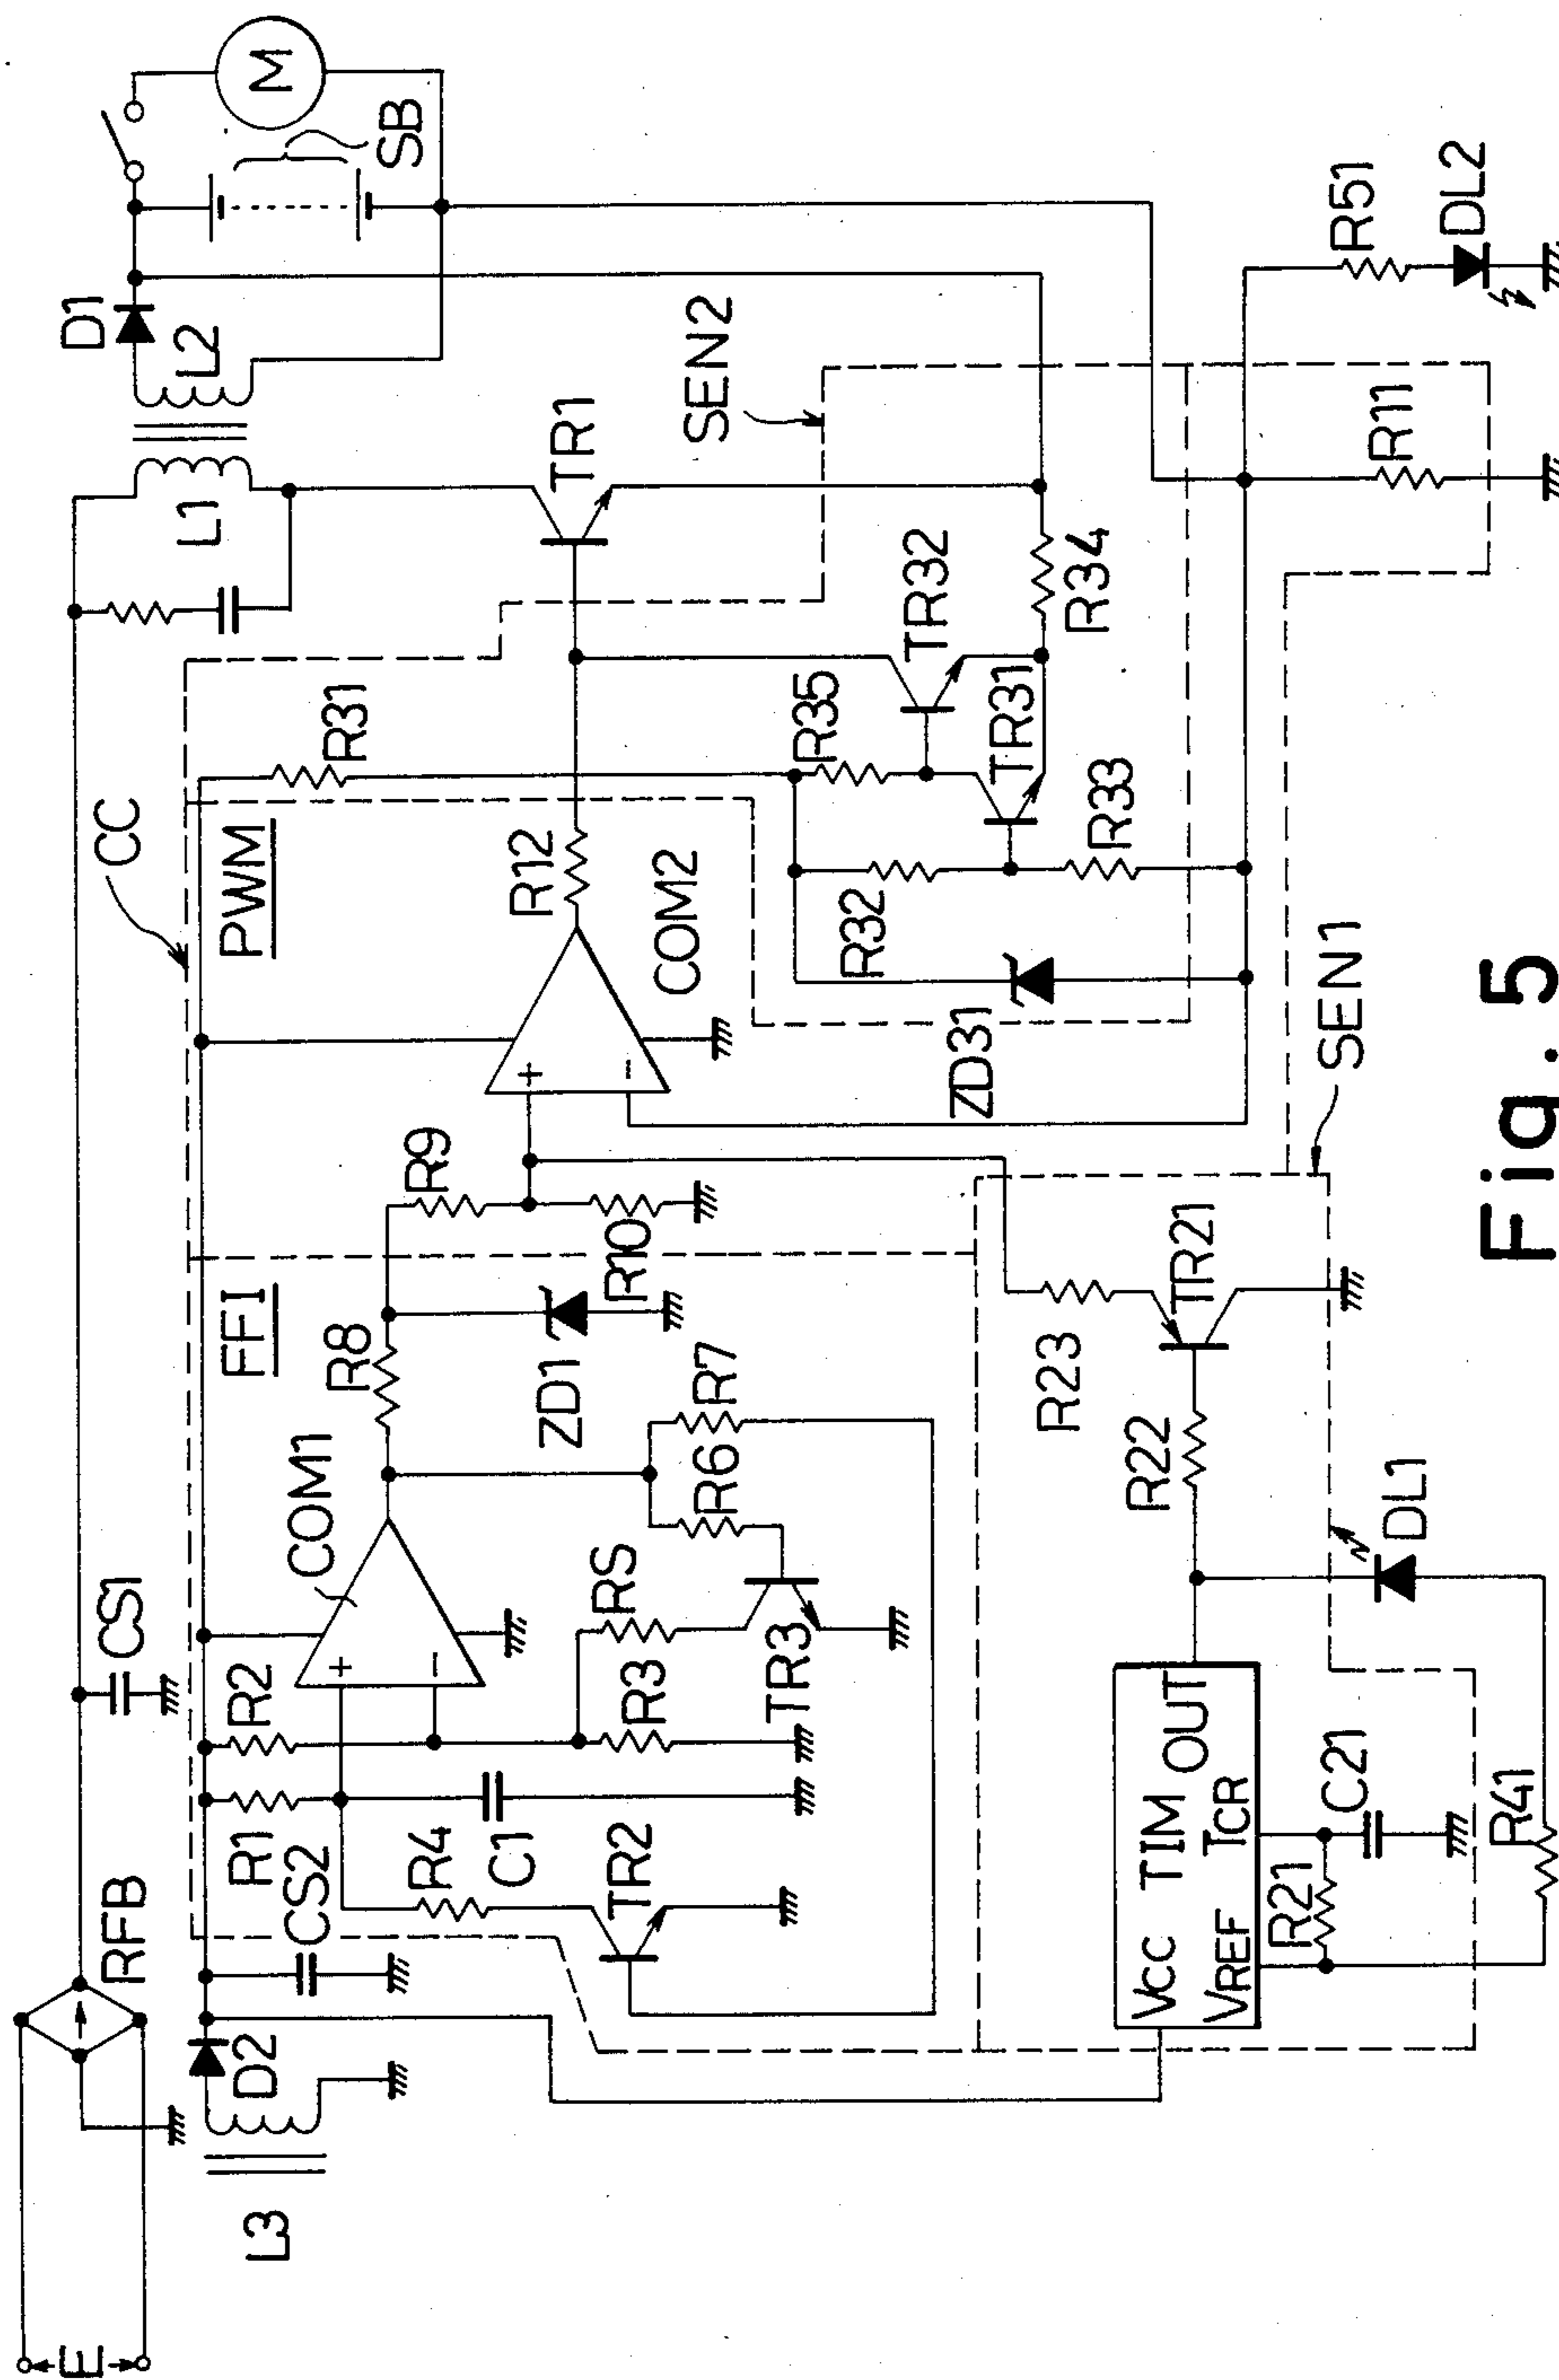 E
RFB
L3
D2
CS2
R1
R2
CS1
R4
C1
TR2
R3
RS
TR3
COM1
+
-
R6
R7
R8
FF1
ZD1
R9
R10
CC
PWM
+
-
COM2
R12
R31
L1
L2
D1
M
SB
TR1
SEN2
TR32
R35
TR31
R34
R32
R33
ZD31
SEN1
R11
R51
DL2
VCC TIM OUT
VREF TCR
R21
C21
R41
DL1
R22
R23
TR21
Fig. 5